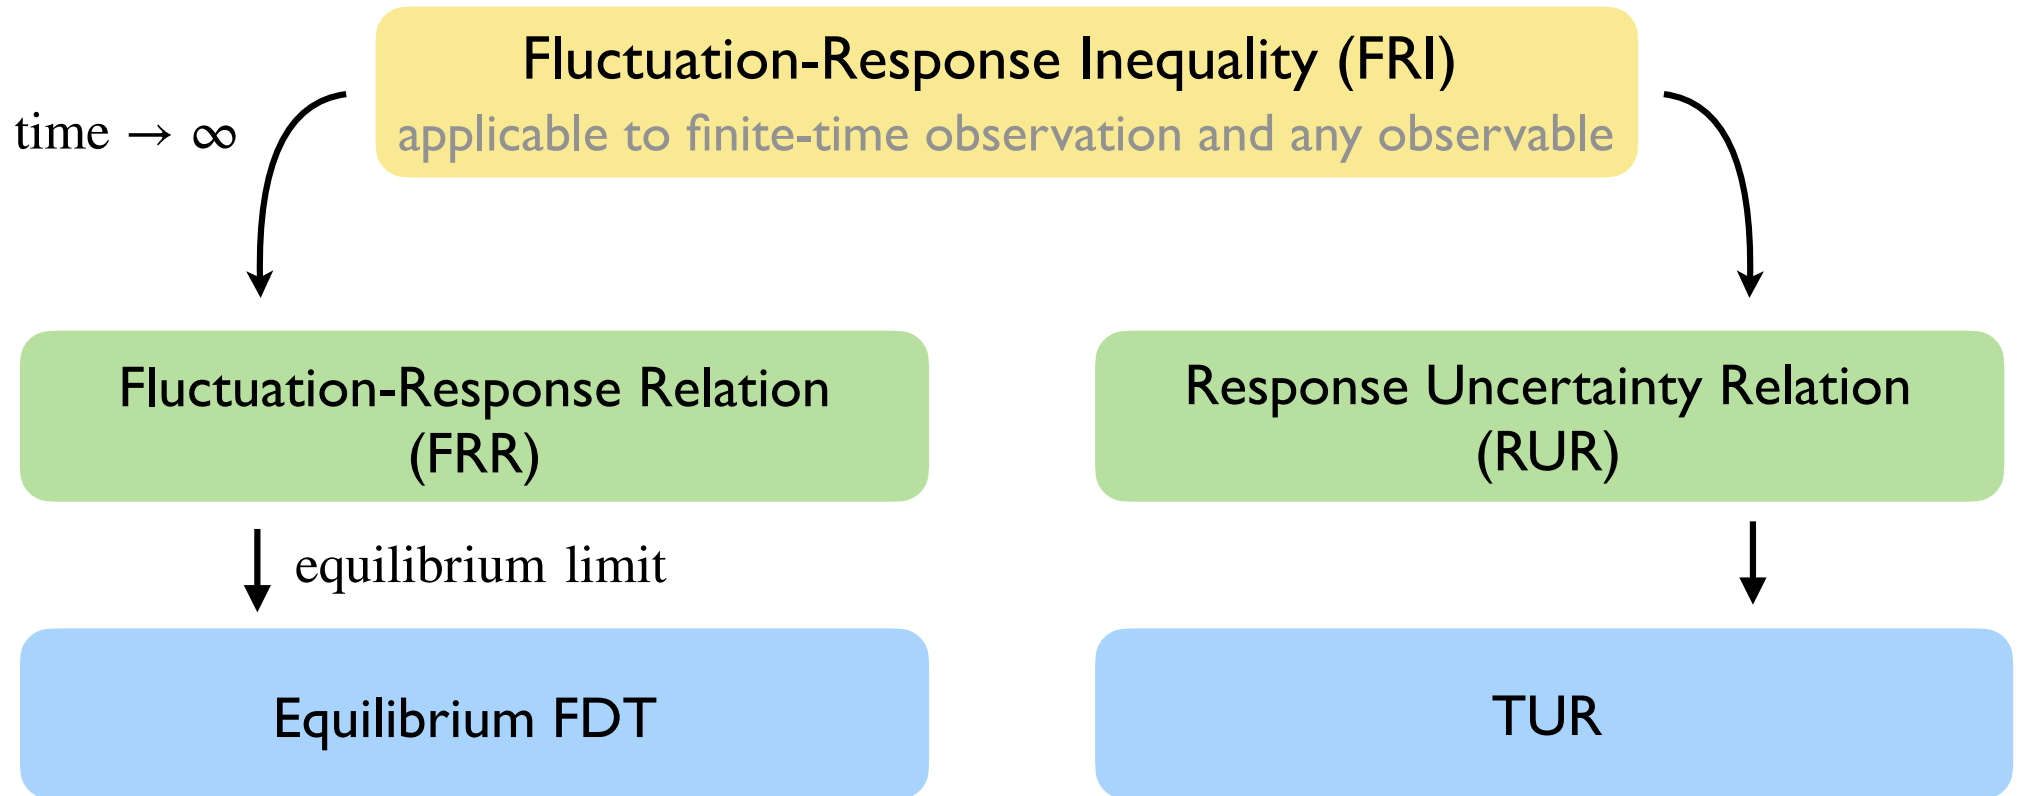 Fluctuation-Response Inequality (FRI)
applicable to finite-time observation and any observable
time → ∞
Fluctuation-Response Relation
(FRR)
Response Uncertainty Relation
(RUR)
equilibrium limit
Equilibrium FDT
TUR